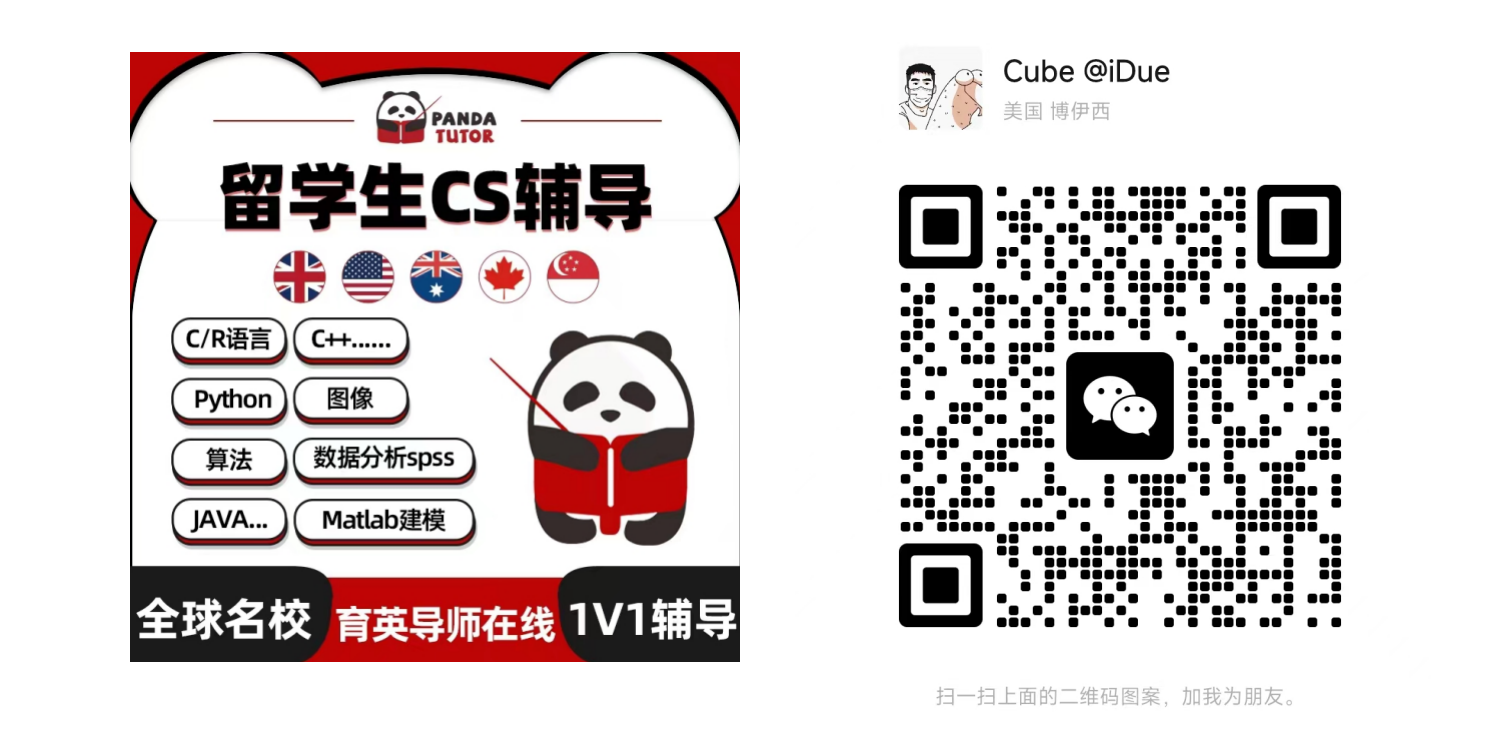 PANDA
TUTOR
留学生CS辅导
C/R语言
C++......
Python
图像
算法
数据分析spss
JAVA...
Matlab建模
全球名校
育英导师在线
1V1辅导
Cube @iDue
美国 博伊西
扫一扫上面的二维码图案，加我为朋友。